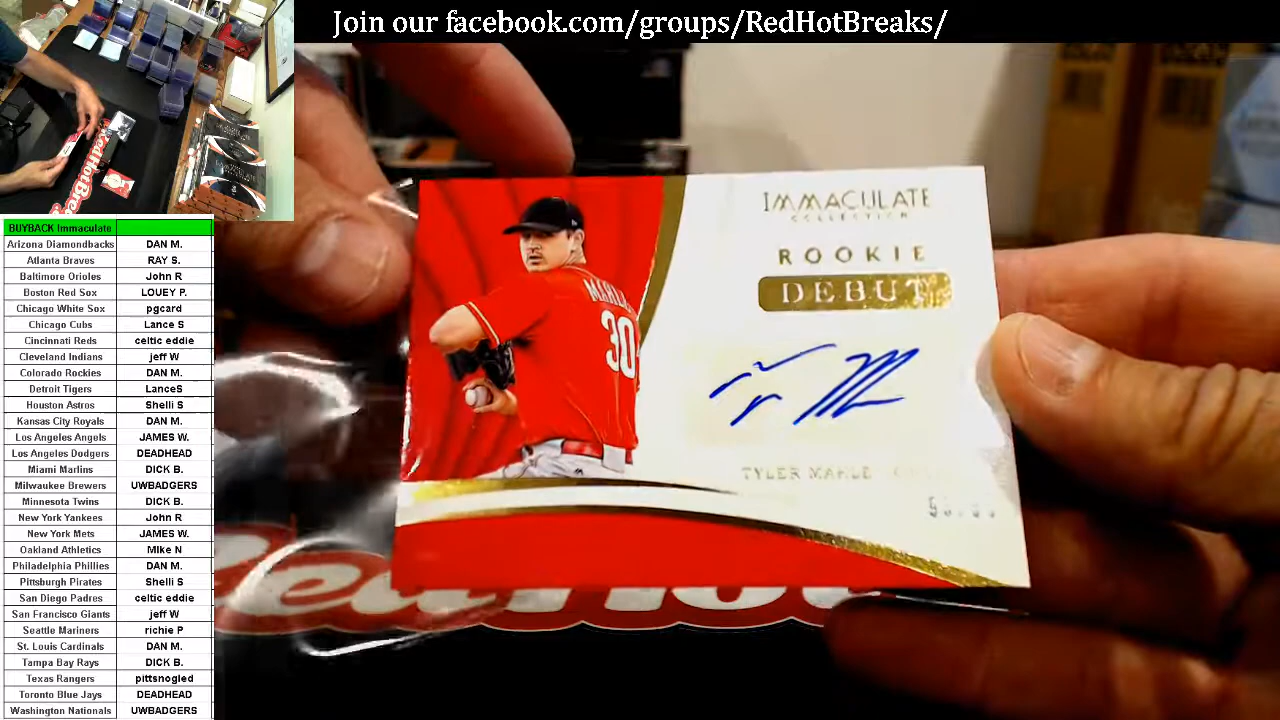 Join our facebook.com/groups/RedHotBreaks/
BUYBACK Immaculate
Arizona Diamondbacks DAN M.
Atlanta Braves RAY S.
Baltimore Orioles John R
Boston Red Sox LOUEY P.
Chicago White Sox pgcard
Chicago Cubs Lance S
Cincinnati Reds celtic eddie
Cleveland Indians jeff W
Colorado Rockies DAN M.
Detroit Tigers LanceS
Houston Astros Shelli S
Kansas City Royals DAN M.
Los Angeles Angels JAMES W.
Los Angeles Dodgers DEADHEAD
Miami Marlins DICK B.
Milwaukee Brewers UWBADGERS
Minnesota Twins DICK B.
New York Yankees John R
New York Mets JAMES W.
Oakland Athletics Mike N
Philadelphia Phillies DAN M.
Pittsburgh Pirates Shelli S
San Diego Padres celtic eddie
San Francisco Giants jeff W
Seattle Mariners richie P
St. Louis Cardinals DAN M.
Tampa Bay Rays DICK B.
Texas Rangers pittsnogled
Toronto Blue Jays DEADHEAD
Washington Nationals UWBADGERS
IMMACULATE
COLLECTION
ROOKIE
DEBUT
30
TYLER MAHLE
Red Hot